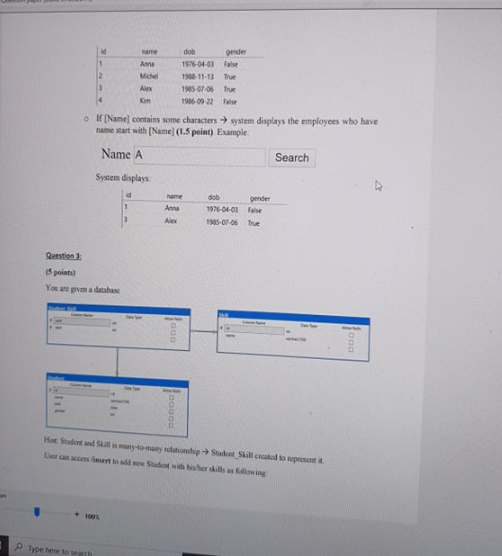 id name dob gender
1 Anna 1976-04-03 False
2 Michel 1988-11-13 True
3 Alex 1985-07-06 True
4 Kim 1986-09-22 False
o If [Name] contains some characters → system displays the employees who have
name start with [Name] (1.5 point). Example:
Name A Search
System displays:
id name dob gender
1 Anna 1976-04-03 False
3 Alex 1985-07-06 True
Question 3:
(5 points)
You are given a database
Student_Skill
Column Name Data Type Allow Nulls
Skill
Column Name Data Type Allow Nulls
Student
Column Name Data Type Allow Nulls
Hint: Student and Skill is many-to-many relationship → Student_Skill created to represent it.
User can access /insert to add new Student with his/her skills as following:
+ 100%
Type here to search